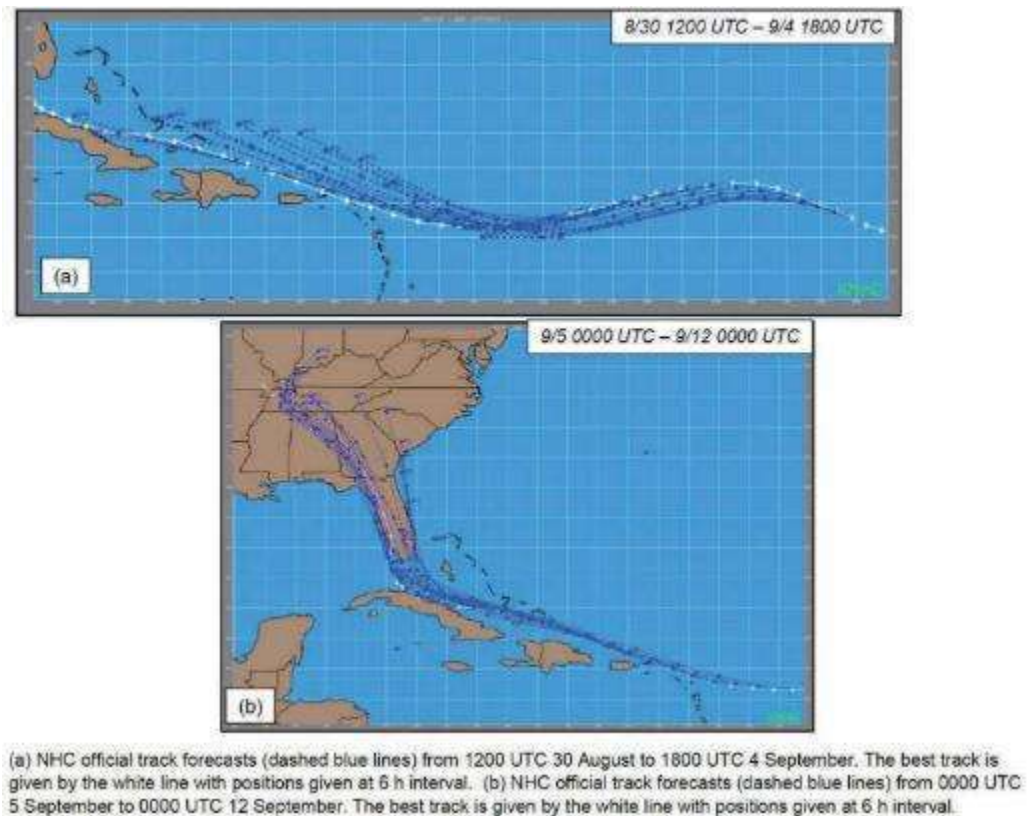 8/30 1200 UTC – 9/4 1800 UTC
(a)
9/5 0000 UTC – 9/12 0000 UTC
(b)
(a) NHC official track forecasts (dashed blue lines) from 1200 UTC 30 August to 1800 UTC 4 September. The best track is
given by the white line with positions given at 6 h interval.  (b) NHC official track forecasts (dashed blue lines) from 0000 UTC
5 September to 0000 UTC 12 September. The best track is given by the white line with positions given at 6 h interval.